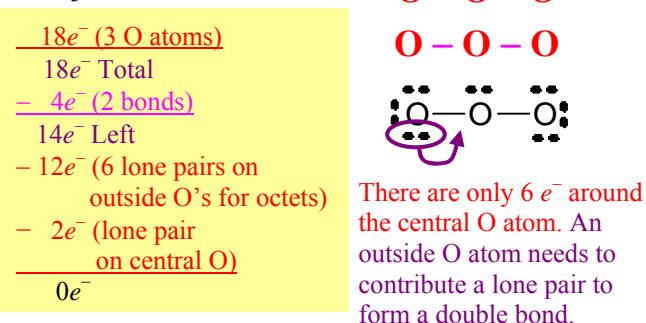 18e⁻ (3 O atoms)
18e⁻ Total
– 4e⁻ (2 bonds)
14e⁻ Left
– 12e⁻ (6 lone pairs on
outside O’s for octets)
– 2e⁻ (lone pair
on central O)
0e⁻
O – O – O
O—O—O
There are only 6 e⁻ around
the central O atom. An
outside O atom needs to
contribute a lone pair to
form a double bond.